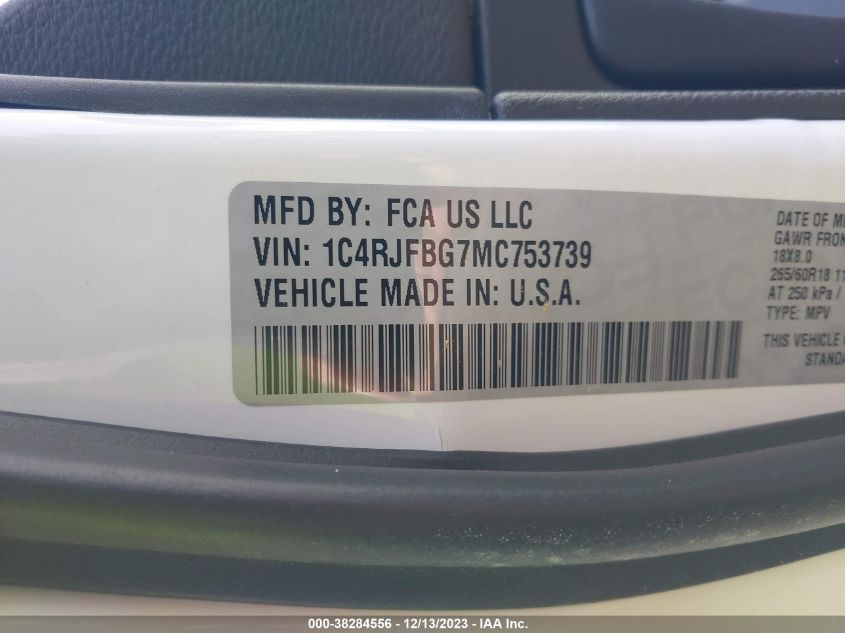 MFD BY: FCA US LLC
VIN: 1C4RJFBG7MC753739
VEHICLE MADE IN: U.S.A.
DATE OF
GAWR
18X8.0
265/60R18
AT 250 kPa /
TYPE: MPV
THIS VEHICLE
000-38284556 - 12/13/2023 - IAA Inc.